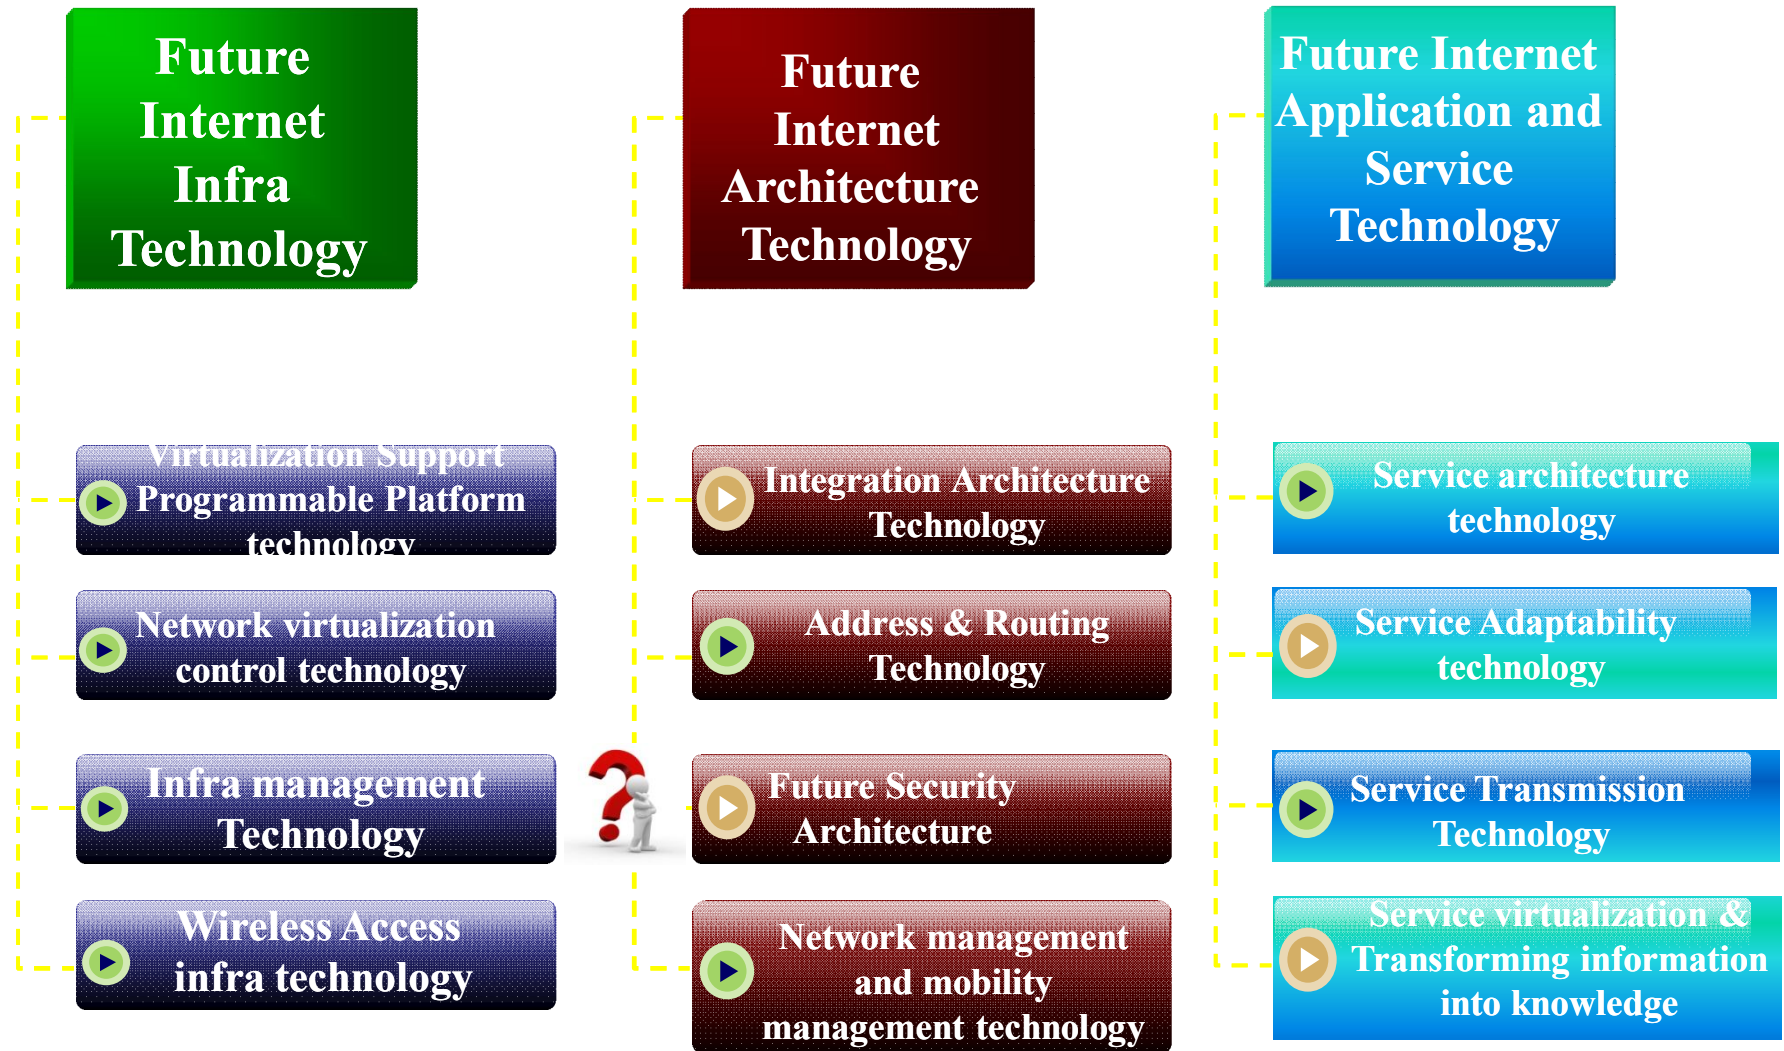 Future
Internet
Infra
Technology
Virtualization Support
Programmable Platform
technology
Network virtualization
control technology
Infra management
Technology
Wireless Access
infra technology
Future
Internet
Architecture
Technology
Integration Architecture
Technology
Address & Routing
Technology
Future Security
Architecture
Network management
and mobility
management technology
Future Internet
Application and
Service
Technology
Service architecture
technology
Service Adaptability
technology
Service Transmission
Technology
Service virtualization &
Transforming information
into knowledge